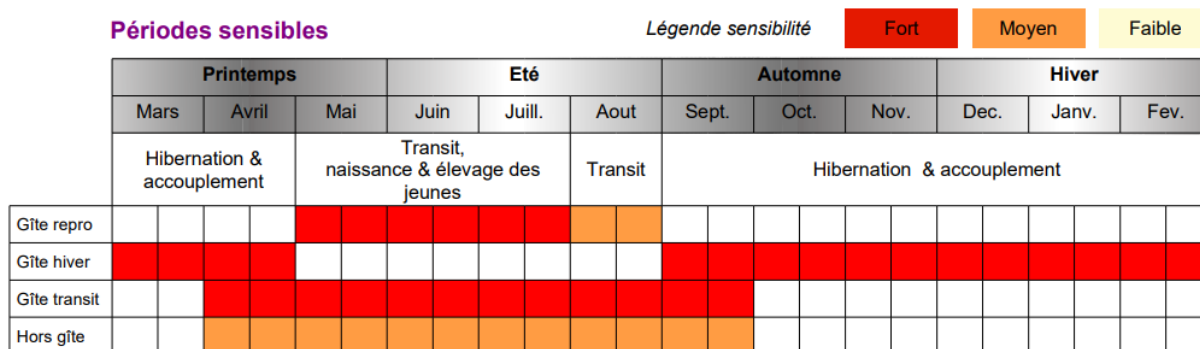 Périodes sensibles
Légende sensibilité Fort Moyen Faible
Printemps Eté Automne Hiver
Mars Avril Mai Juin Juill. Aout Sept. Oct. Nov. Dec. Janv. Fev.
Hibernation &
accouplement
Transit,
naissance & élevage des
jeunes
Transit
Hibernation & accouplement
Gîte repro
Gîte hiver
Gîte transit
Hors gîte